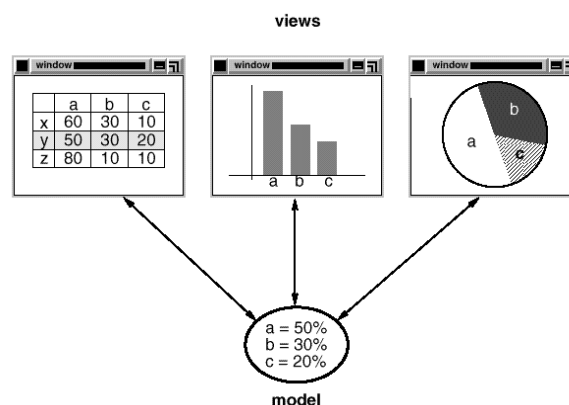 views
window
a b c
x 60 30 10
y 50 30 20
z 80 10 10
window
a b c
window
a
b
c
a = 50%
b = 30%
c = 20%
model